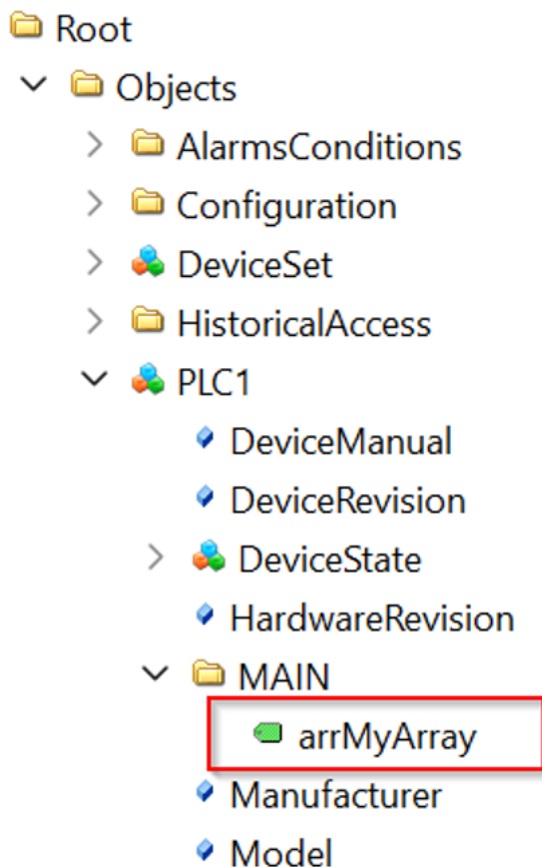 Root
Objects
AlarmsConditions
Configuration
DeviceSet
HistoricalAccess
PLC1
DeviceManual
DeviceRevision
DeviceState
HardwareRevision
MAIN
arrMyArray
Manufacturer
Model